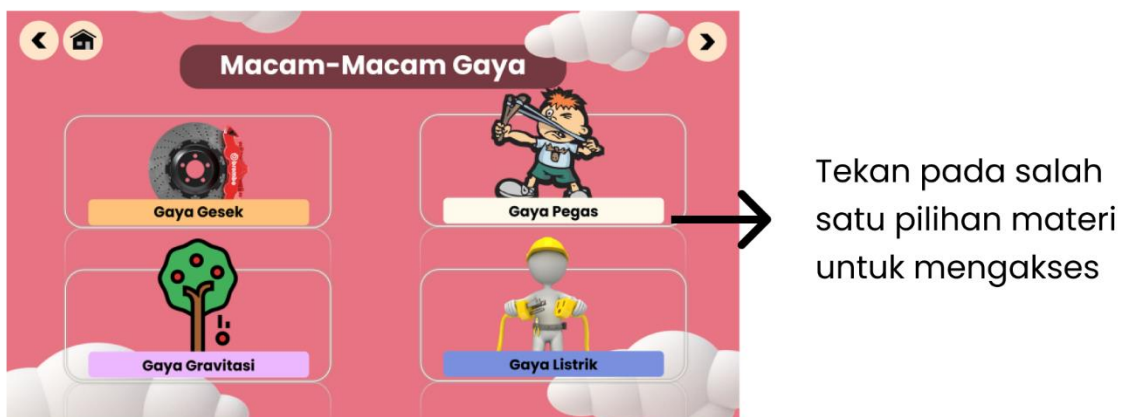 Macam-Macam Gaya
Gaya Gesek
Gaya Pegas
Gaya Gravitasi
Gaya Listrik
Tekan pada salah
satu pilihan materi
untuk mengakses